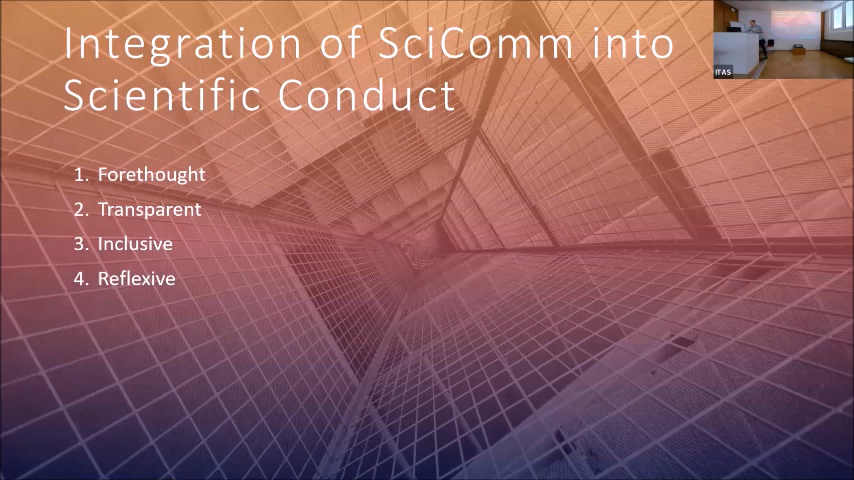 Integration of SciComm into
Scientific Conduct
1. Forethought
2. Transparent
3. Inclusive
4. Reflexive
ITAS